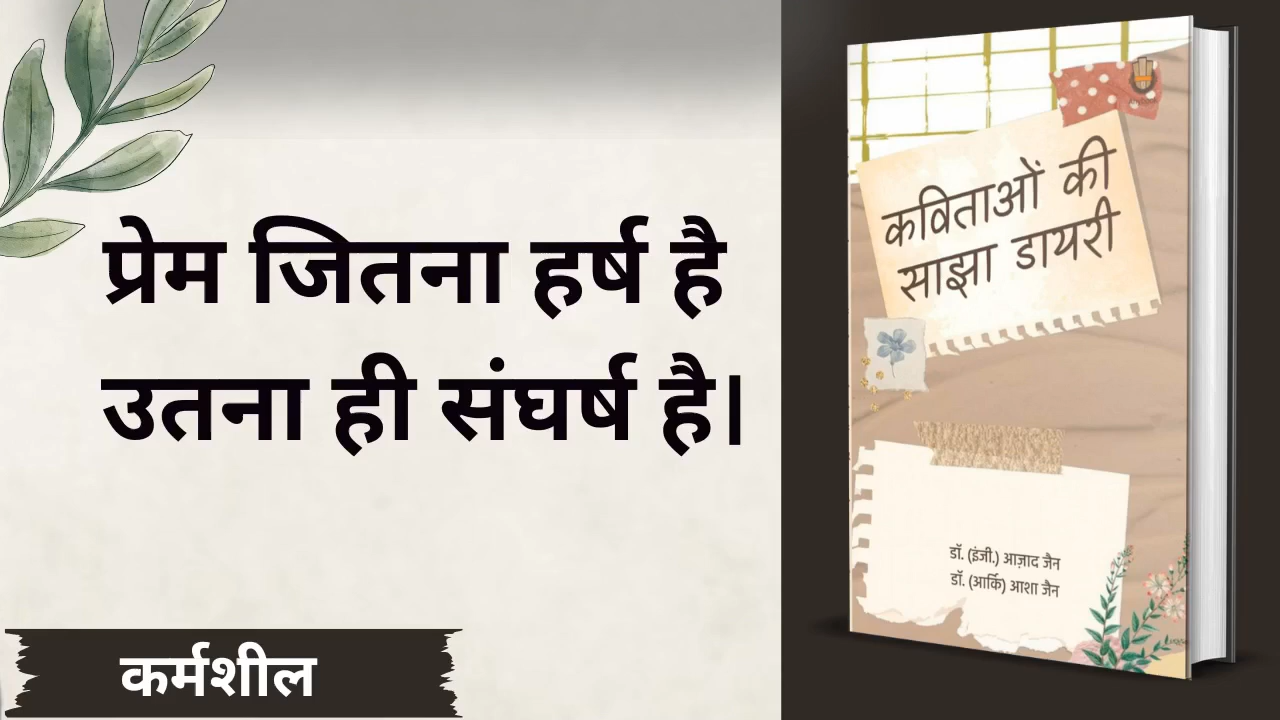 प्रेम जितना हर्ष है
उतना ही संघर्ष है।
कर्मशील
कविताओं की
साझा डायरी
डॉ. (इंजी.) आज़ाद जैन
डॉ. (आर्कि) आशा जैन